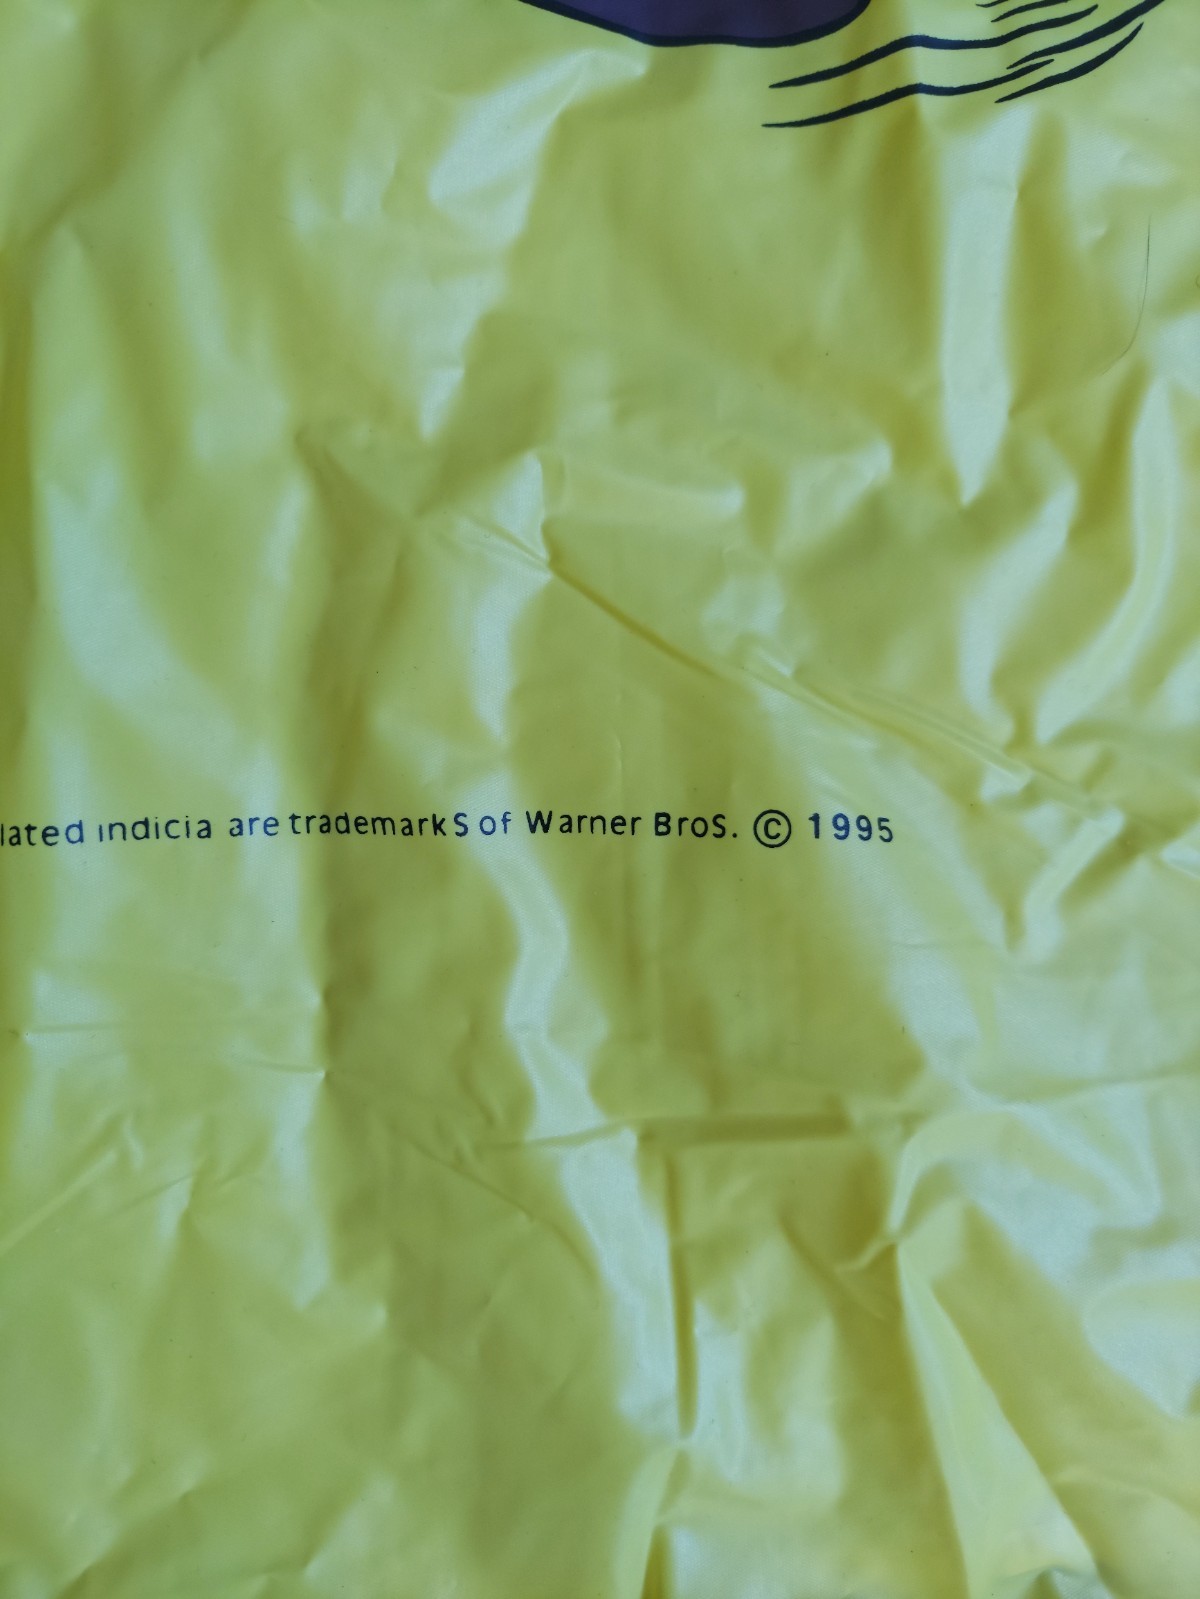 lated indicia are trademarkS of Warner BroS. © 1995